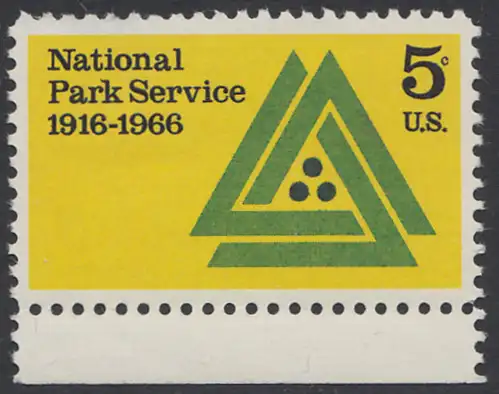 National
Park Service
1916-1966
5c
U.S.